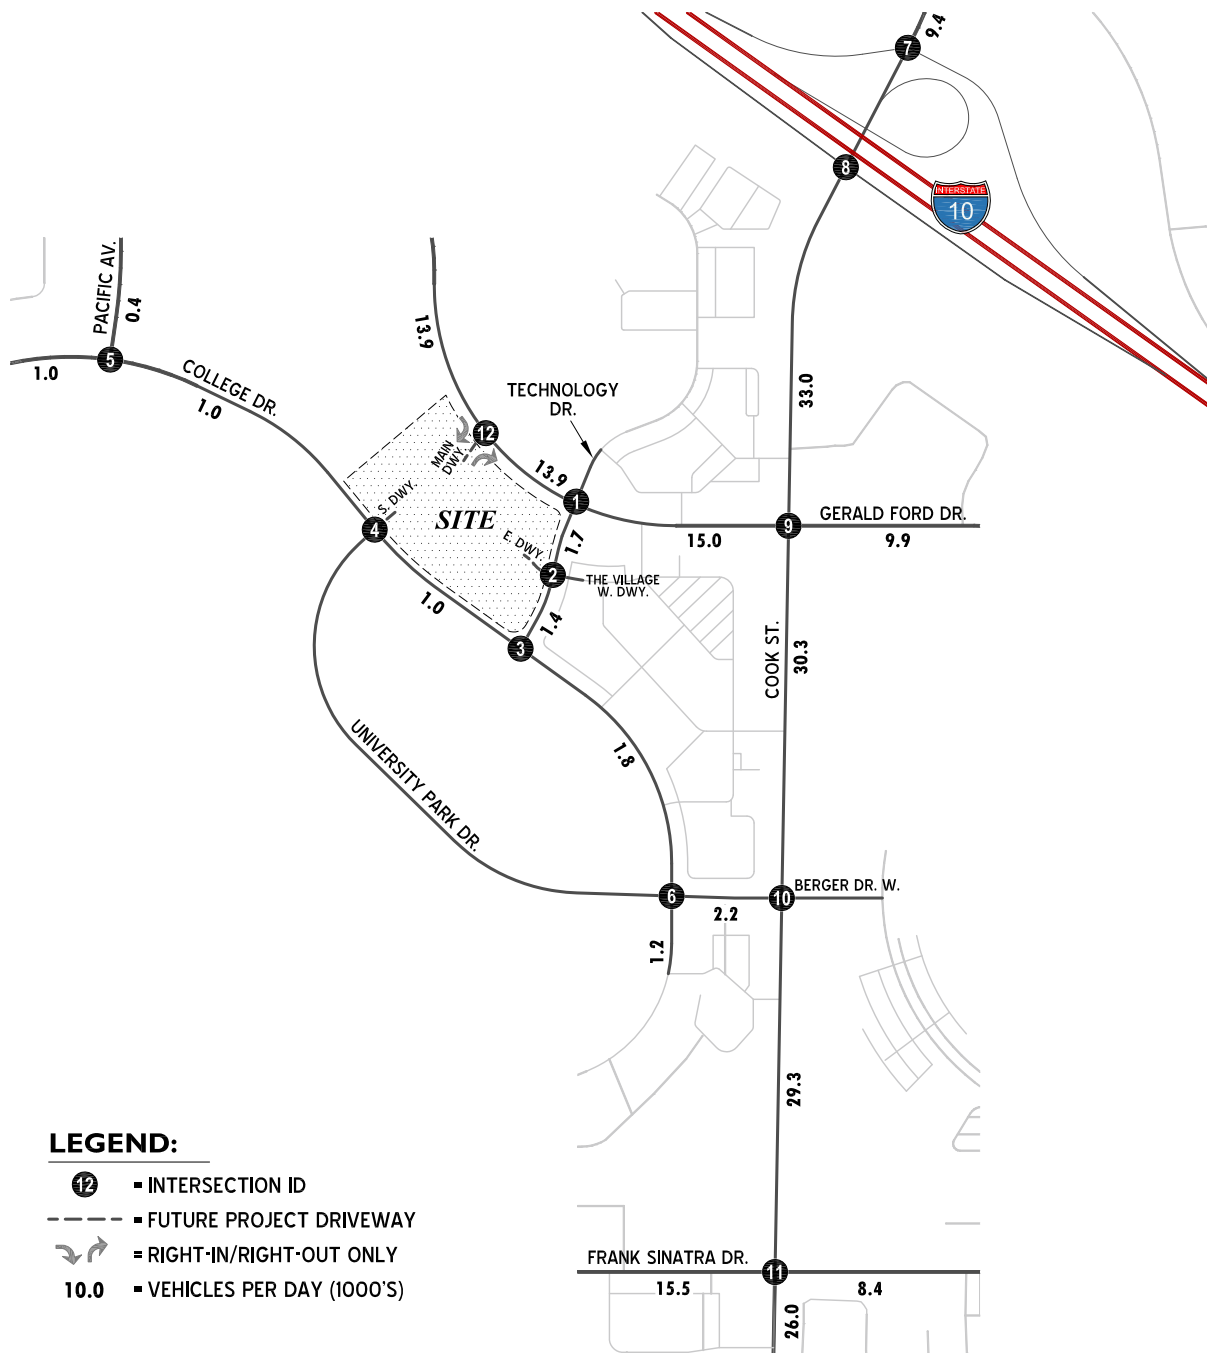 9.4
7
8
INTERSTATE
10
PACIFIC AV.
0.4
13.9
5
1.0
COLLEGE DR.
1.0
TECHNOLOGY
DR.
33.0
12
MAIN
DWY.
13.9
S. DWY.
1
SITE
4
E. DWY.
1.7
15.0
9
GERALD FORD DR.
9.9
2
THE VILLAGE
W. DWY.
1.0
1.4
3
COOK ST.
30.3
UNIVERSITY PARK DR.
1.8
6
2.2
10
BERGER DR. W.
1.2
29.3
LEGEND:
12 = INTERSECTION ID
= FUTURE PROJECT DRIVEWAY
= RIGHT-IN/RIGHT-OUT ONLY
10.0 = VEHICLES PER DAY (1000'S)
FRANK SINATRA DR.
11
15.5
8.4
26.0